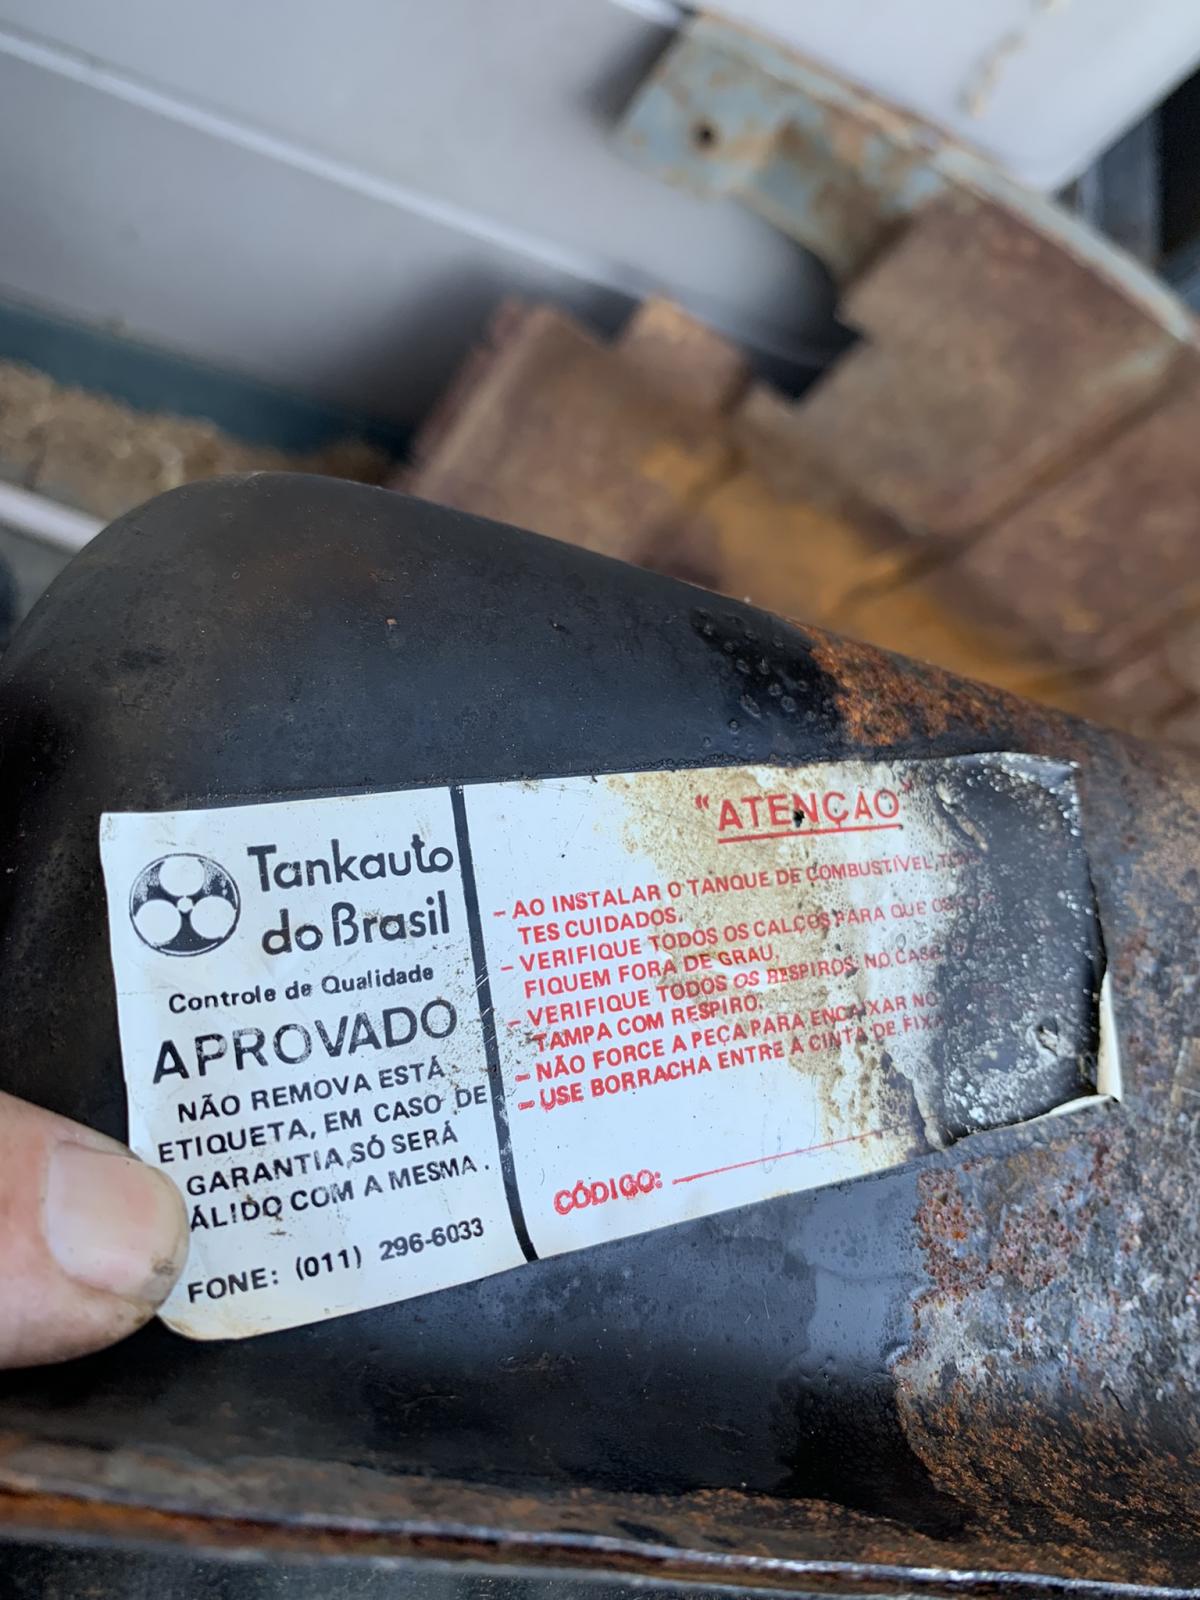 Tankauto
do Brasil
Controle de Qualidade
APROVADO
NÃO REMOVA ESTÁ
ETIQUETA, EM CASO DE
GARANTIA, SÓ SERÁ
ÁLIDO COM A MESMA.
FONE: (011) 296-6033
"ATENÇÃO"
- AO INSTALAR O TANQUE DE COMBUSTÍVEL,
TES CUIDADOS.
- VERIFIQUE TODOS OS CALÇOS PARA QUE
FIQUEM FORA DE GRAU.
- VERIFIQUE TODOS OS RESPIROS: NO CASO
TAMPA COM RESPIRO.
- NÃO FORCE A PEÇA PARA ENCAIXAR NO
- USE BORRACHA ENTRE A CINTA DE
CÓDIGO: